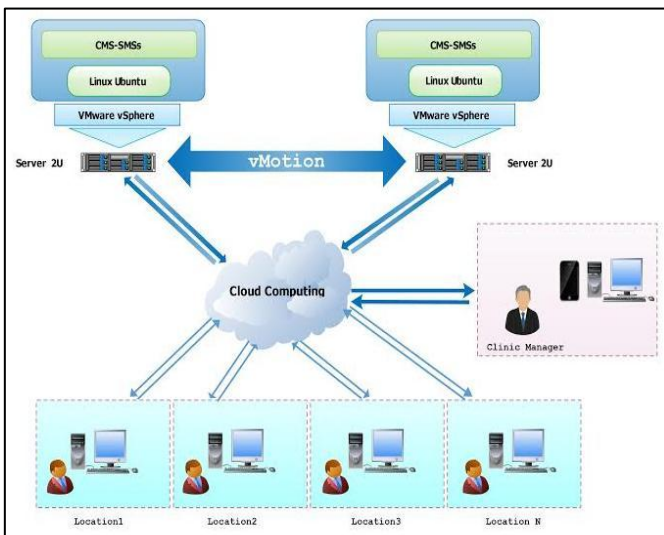 CMS-SMSs
CMS-SMSs
Linux Ubuntu
Linux Ubuntu
VMware vSphere
VMware vSphere
Server 2U
vMotion
Server 2U
Cloud Computing
Clinic Manager
Location1
Location2
Location3
Location N